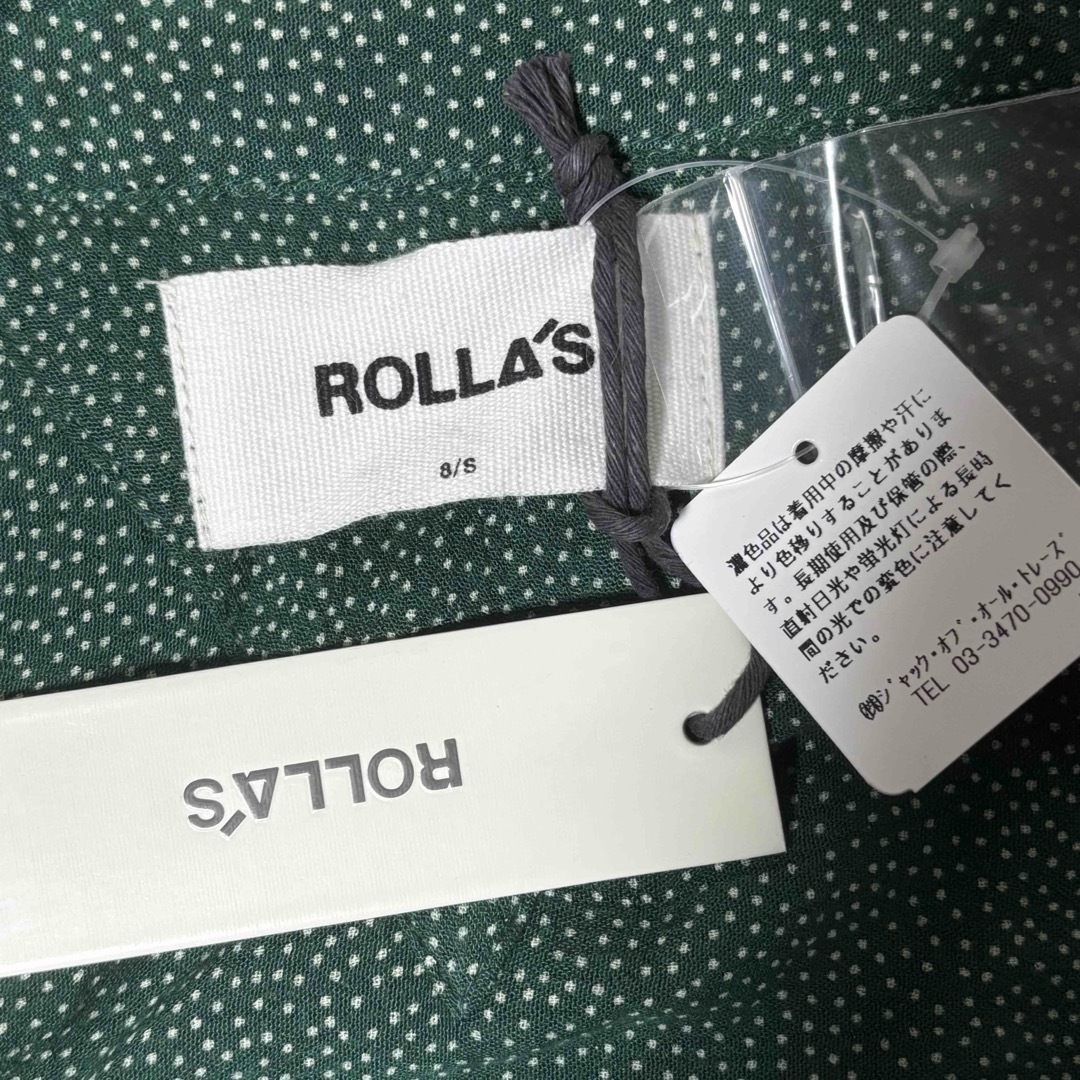 ROLLA'S
8/S
濃色品は着用中の摩擦や汗に
より色移りすることがありま
す。長期使用及び保管の際、
直射日光や蛍光灯による長時
間の光での変色に注意してく
ださい。
㈱ジャック・オブ・オール・トレーズ
TEL 03-3470-0990
ROLLA'S